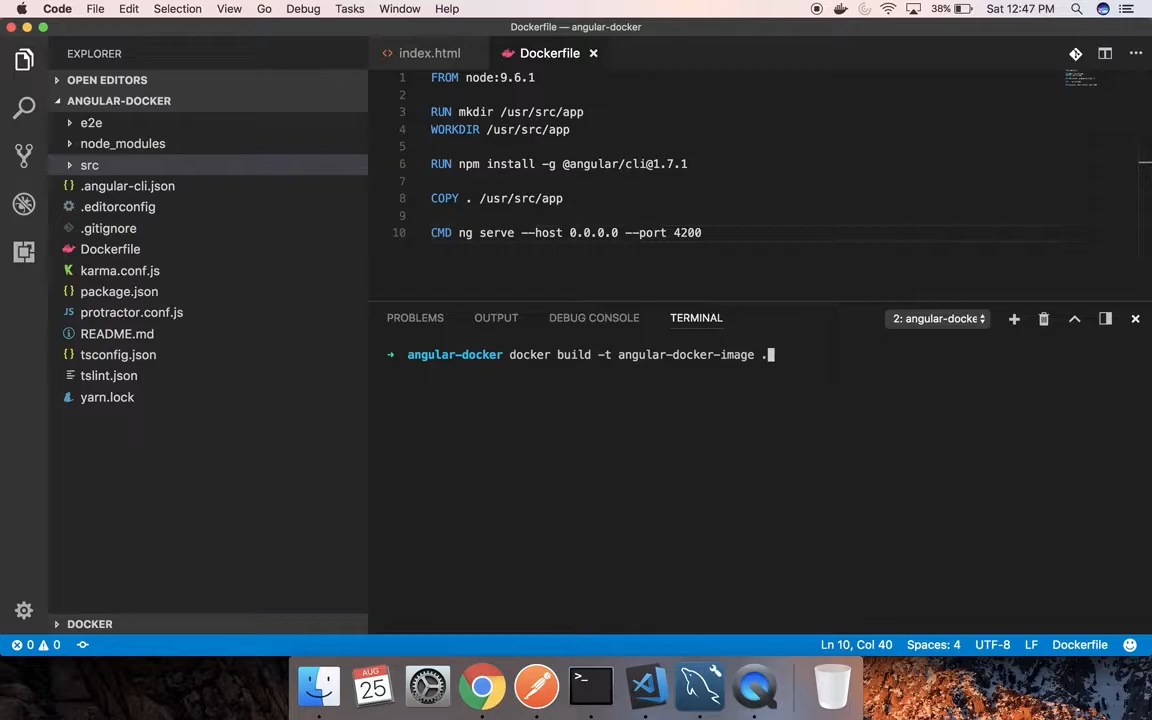 Code File Edit Selection View Go Debug Tasks Window Help 38% Sat 12:47 PM
Dockerfile — angular-docker
EXPLORER
OPEN EDITORS
ANGULAR-DOCKER
e2e
node_modules
src
.angular-cli.json
.editorconfig
.gitignore
Dockerfile
karma.conf.js
package.json
protractor.conf.js
README.md
tsconfig.json
tslint.json
yarn.lock
DOCKER
index.html Dockerfile
1 FROM node:9.6.1
2
3 RUN mkdir /usr/src/app
4 WORKDIR /usr/src/app
5
6 RUN npm install -g @angular/cli@1.7.1
7
8 COPY . /usr/src/app
9
10 CMD ng serve --host 0.0.0.0 --port 4200
PROBLEMS OUTPUT DEBUG CONSOLE TERMINAL 2: angular-docke
angular-docker docker build -t angular-docker-image .
0 0 Ln 10, Col 40 Spaces: 4 UTF-8 LF Dockerfile
AUG
25